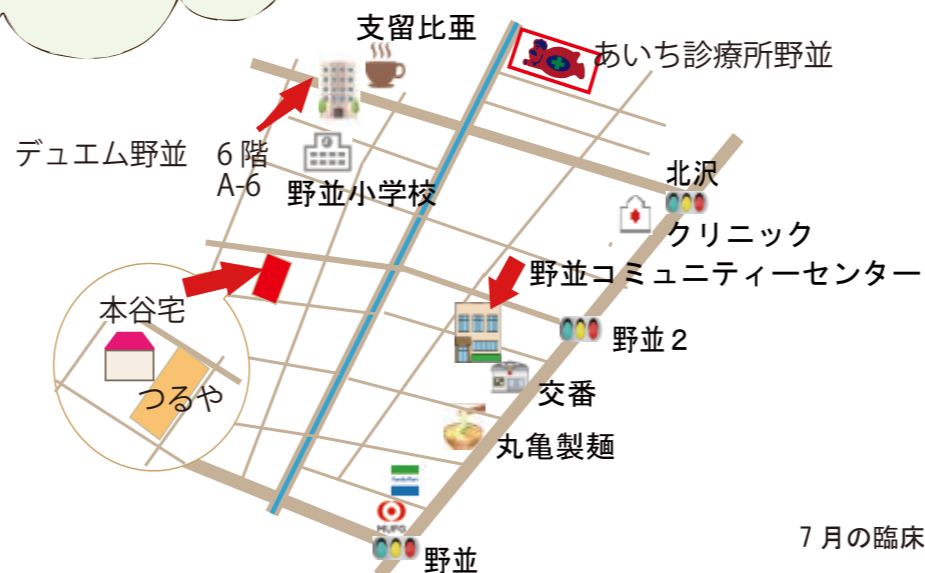 支留比亜
あいち診療所野並
デュエム野並 6階
A-6
野並小学校
北沢
クリニック
野並コミュニティーセンター
本谷宅
つるや
野並2
交番
丸亀製麺
FamilyMart
MUFG
野並
7月の臨床